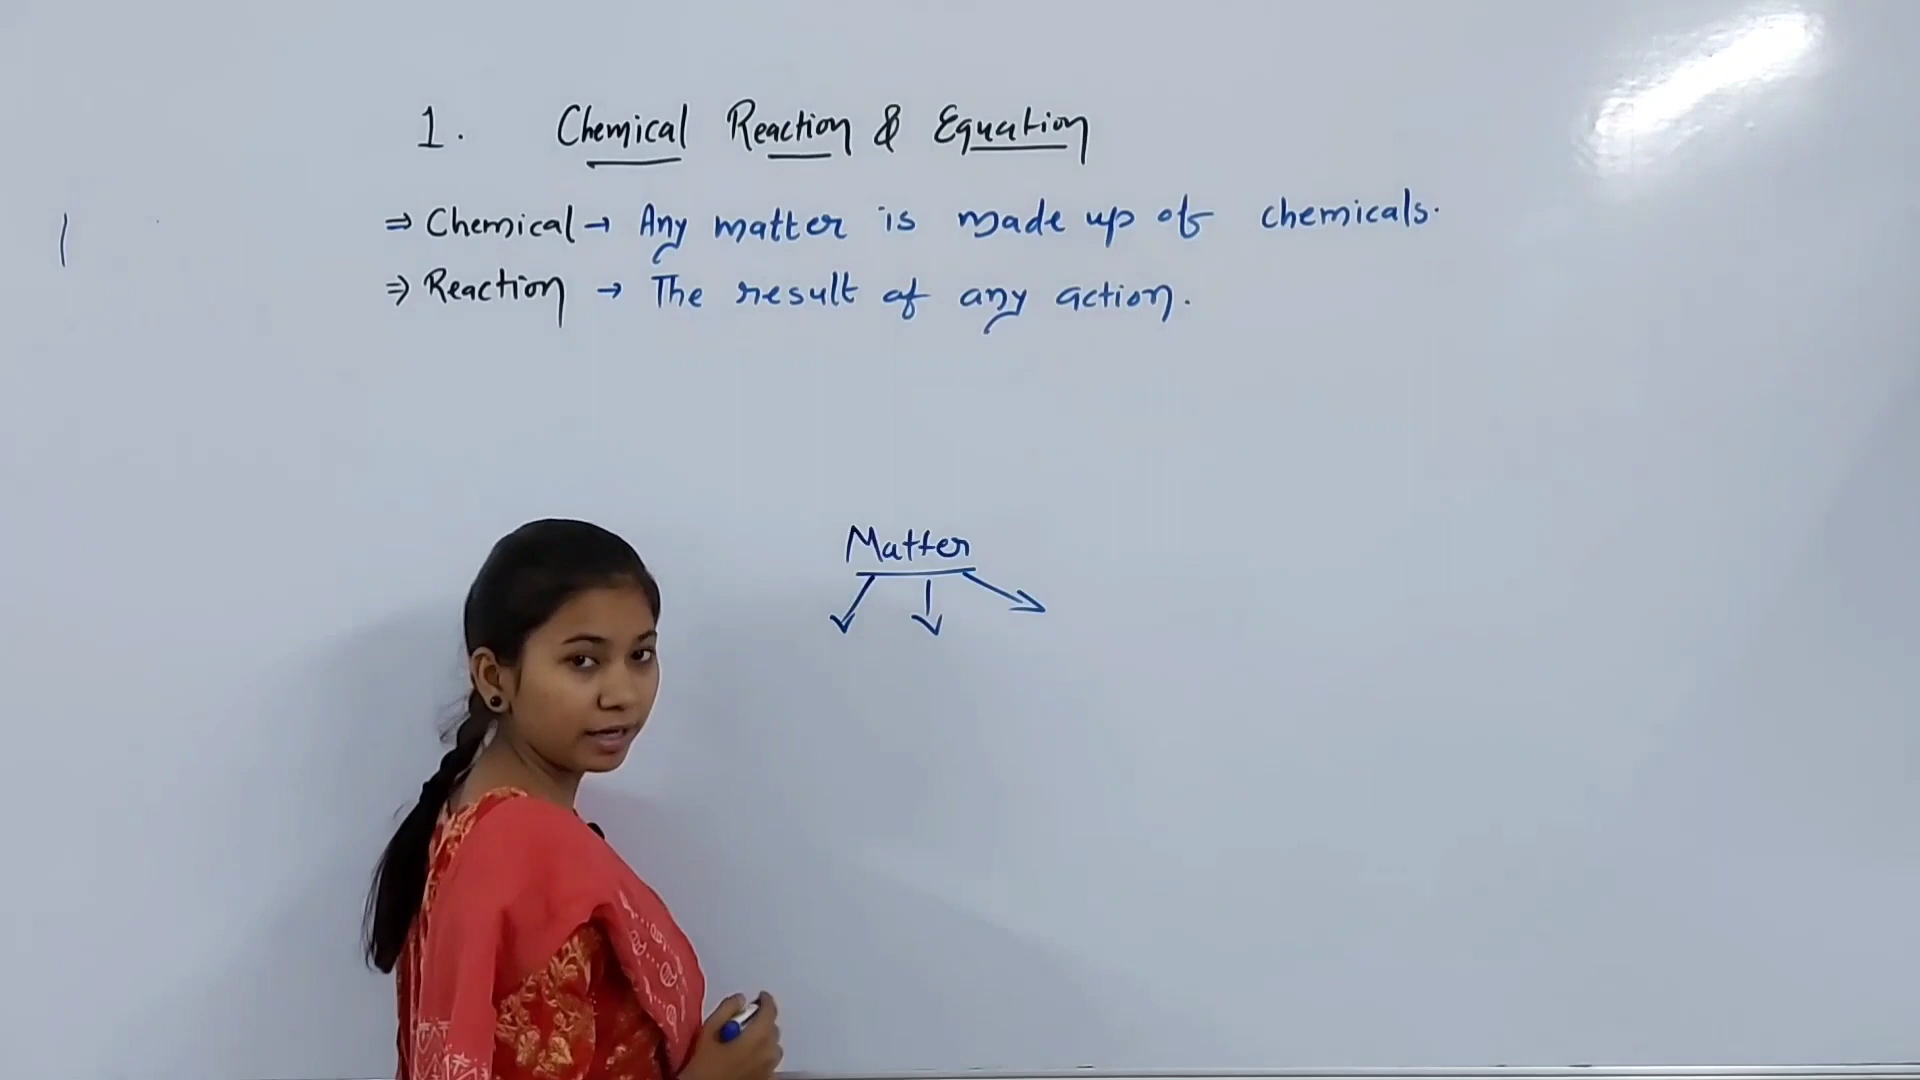 1. Chemical Reaction & Equation
⇒ Chemical → Any matter is made up of chemicals.
⇒ Reaction → The result of any action.
Matter